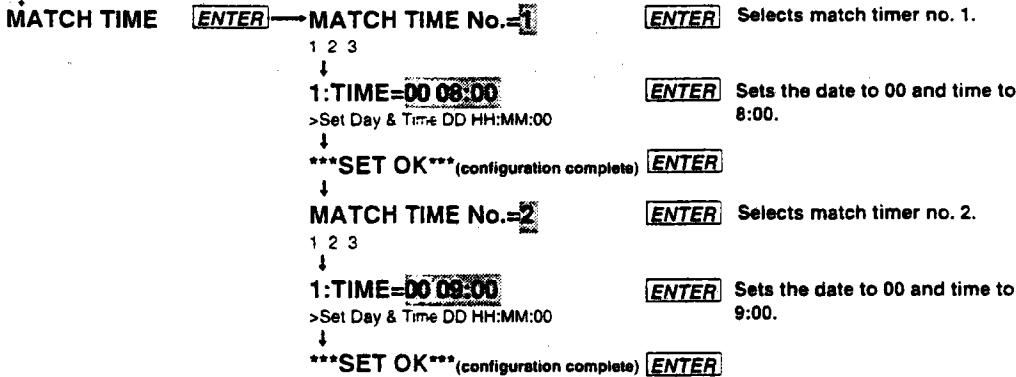 MATCH TIME ENTER MATCH TIME No.=1 ENTER Selects match timer no. 1.
1 2 3
1:TIME=00 08:00 ENTER Sets the date to 00 and time to
>Set Day & Time DD HH:MM:00 8:00.
***SET OK***(configuration complete) ENTER
MATCH TIME No.=2 ENTER Selects match timer no. 2.
1 2 3
1:TIME=00 09:00 ENTER Sets the date to 00 and time to
>Set Day & Time DD HH:MM:00 9:00.
***SET OK***(configuration complete) ENTER